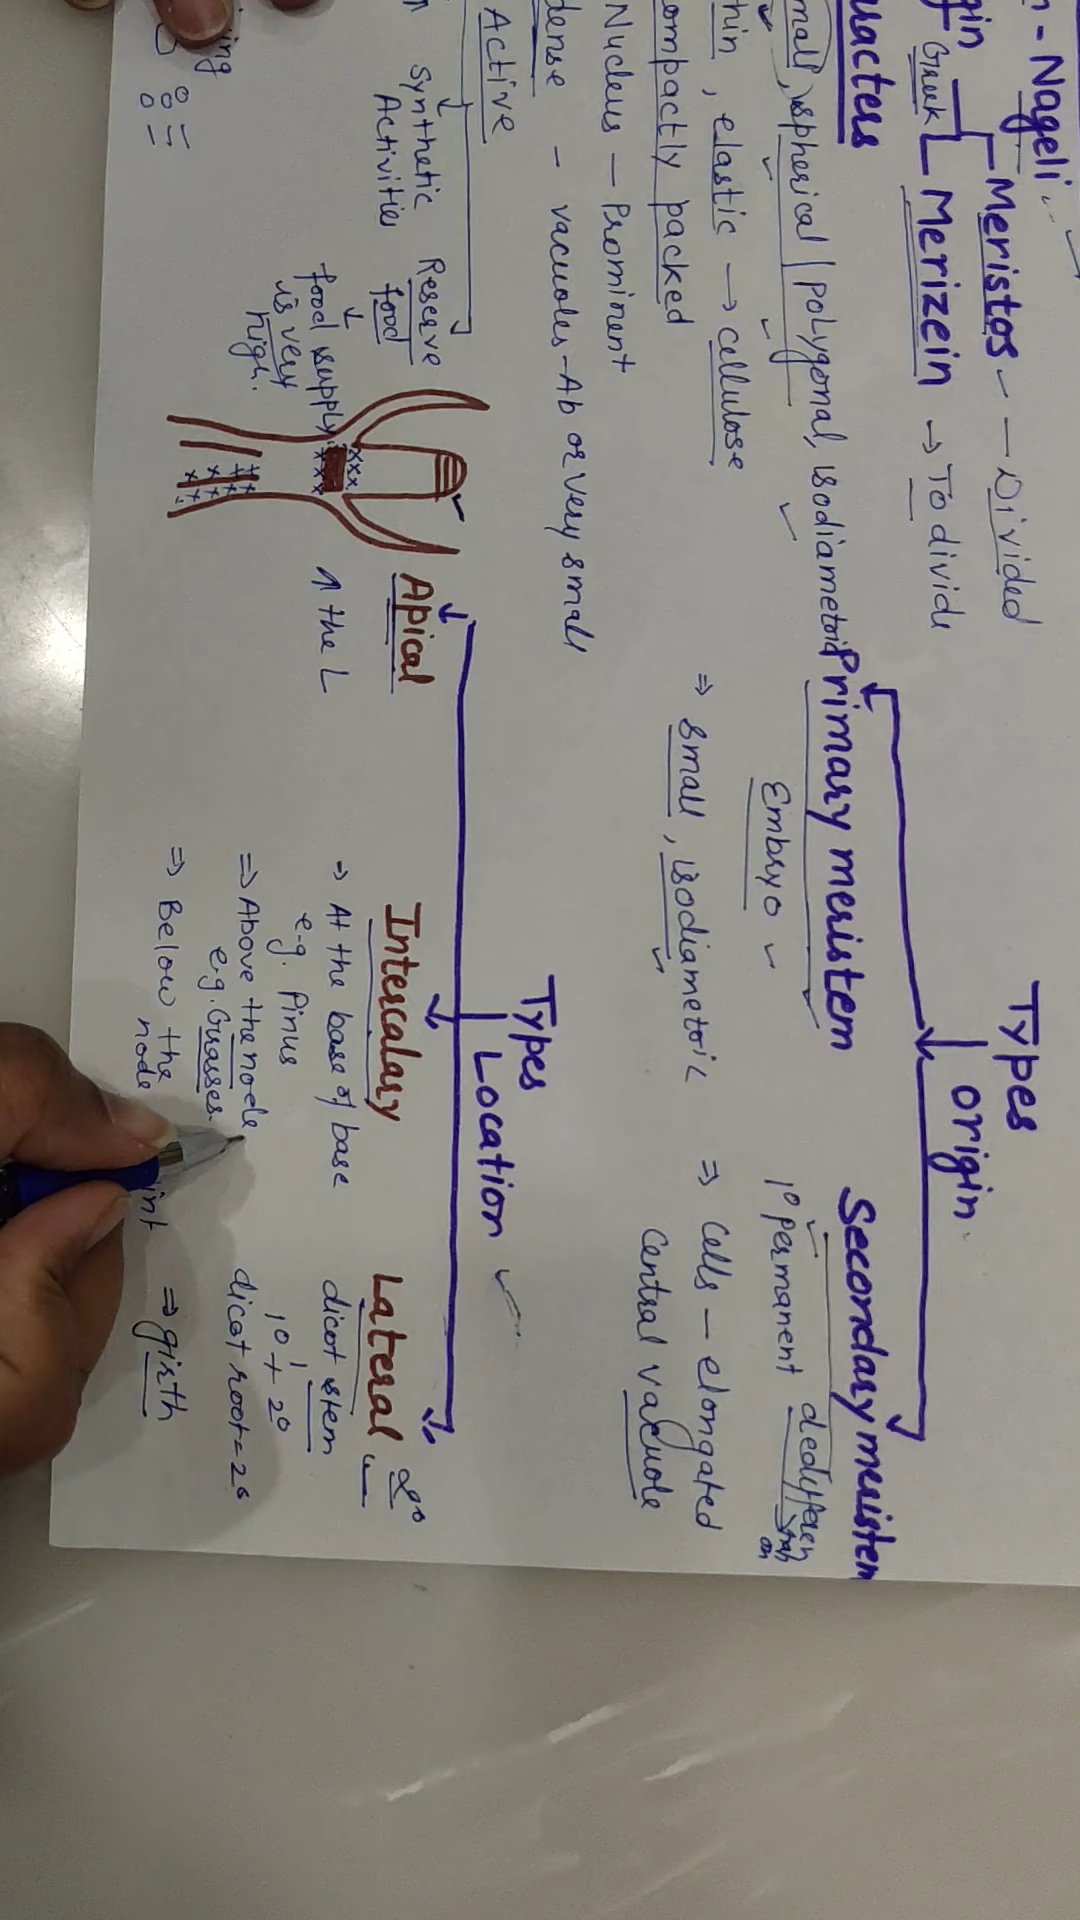 - Nageli
Meristos - Divided
Greek
Merizein → To divide
small, spherical | Polygonal, isodiametric
thin, elastic → cellulose
compactly packed
Nucleus - Prominent
dense - vacuoles - Ab or very small
Active
Synthetic Activities
Reserve food
food supply is very high.
Types
Origin
Primary meristem
Embryo
⇒ small, isodiametric
Secondary meristem
1° Permanent dedifferen
⇒ cells - elongated
central vacuole
Types
Location
Apical
↑ the L
Intercalary
→ At the base of base
e.g. Pinus
⇒ Above the node
e.g. Grasses
⇒ Below the
node
Lateral 2°
dicot stem
1° + 2°
dicot root = 2°
⇒ girth